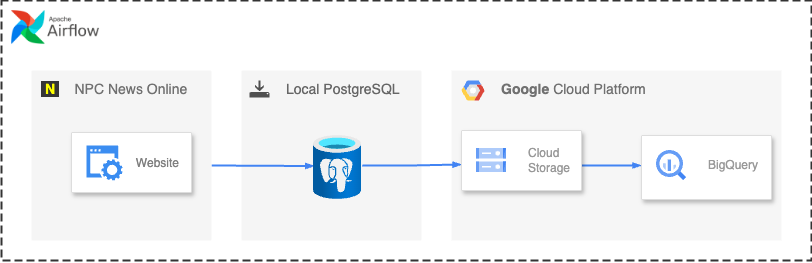 Apache
Airflow
N
NPC News Online
Local PostgreSQL
Google Cloud Platform
Website
Cloud
Storage
BigQuery